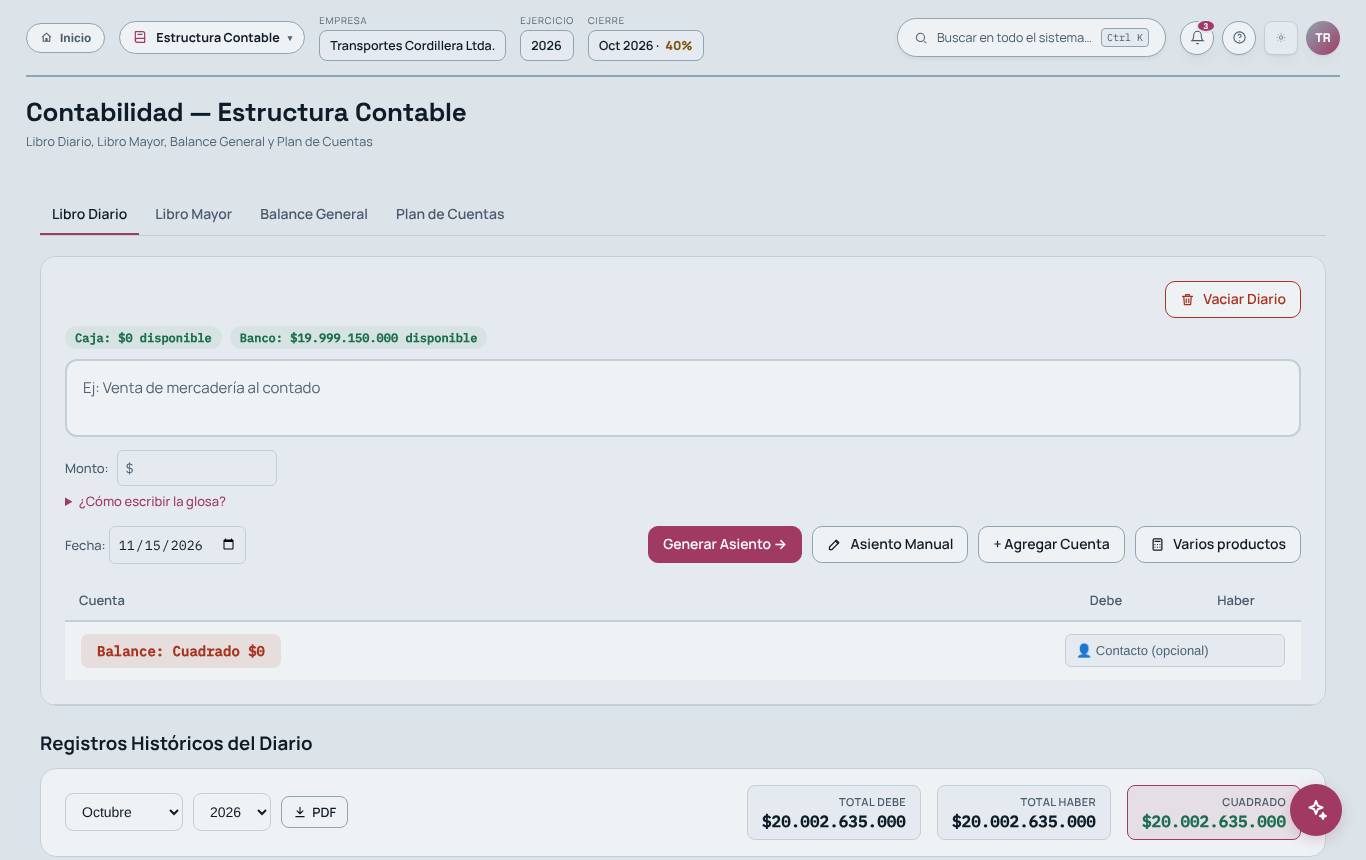 Inicio
Estructura Contable
EMPRESA
Transportes Cordillera Ltda.
EJERCICIO
2026
CIERRE
Oct 2026 · 40%
Buscar en todo el sistema...
Ctrl K
3
TR
Contabilidad — Estructura Contable
Libro Diario, Libro Mayor, Balance General y Plan de Cuentas
Libro Diario
Libro Mayor
Balance General
Plan de Cuentas
Vaciar Diario
Caja: $0 disponible
Banco: $19.999.150.000 disponible
Ej: Venta de mercadería al contado
Monto: $
¿Cómo escribir la glosa?
Fecha: 11/15/2026
Generar Asiento →
Asiento Manual
+ Agregar Cuenta
Varios productos
Cuenta
Debe
Haber
Balance: Cuadrado $0
👤 Contacto (opcional)
Registros Históricos del Diario
Octubre
2026
PDF
TOTAL DEBE
$20.002.635.000
TOTAL HABER
$20.002.635.000
CUADRADO
$20.002.635.000